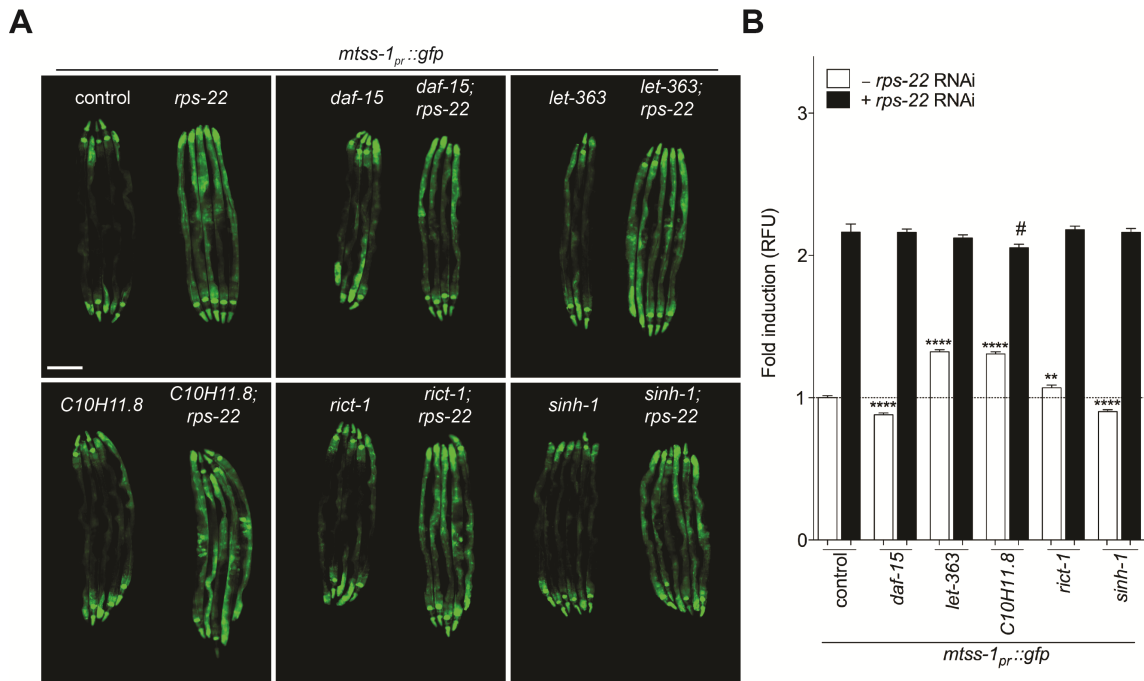 A
mtss-1pr::gfp
control
rps-22
daf-15
daf-15;
rps-22
let-363
let-363;
rps-22
C10H11.8
C10H11.8;
rps-22
rict-1
rict-1;
rps-22
sinh-1
sinh-1;
rps-22
B
– rps-22 RNAi
+ rps-22 RNAi
Fold induction (RFU)
3
2
1
0
****
****
****
#
**
****
control
daf-15
let-363
C10H11.8
rict-1
sinh-1
mtss-1pr::gfp